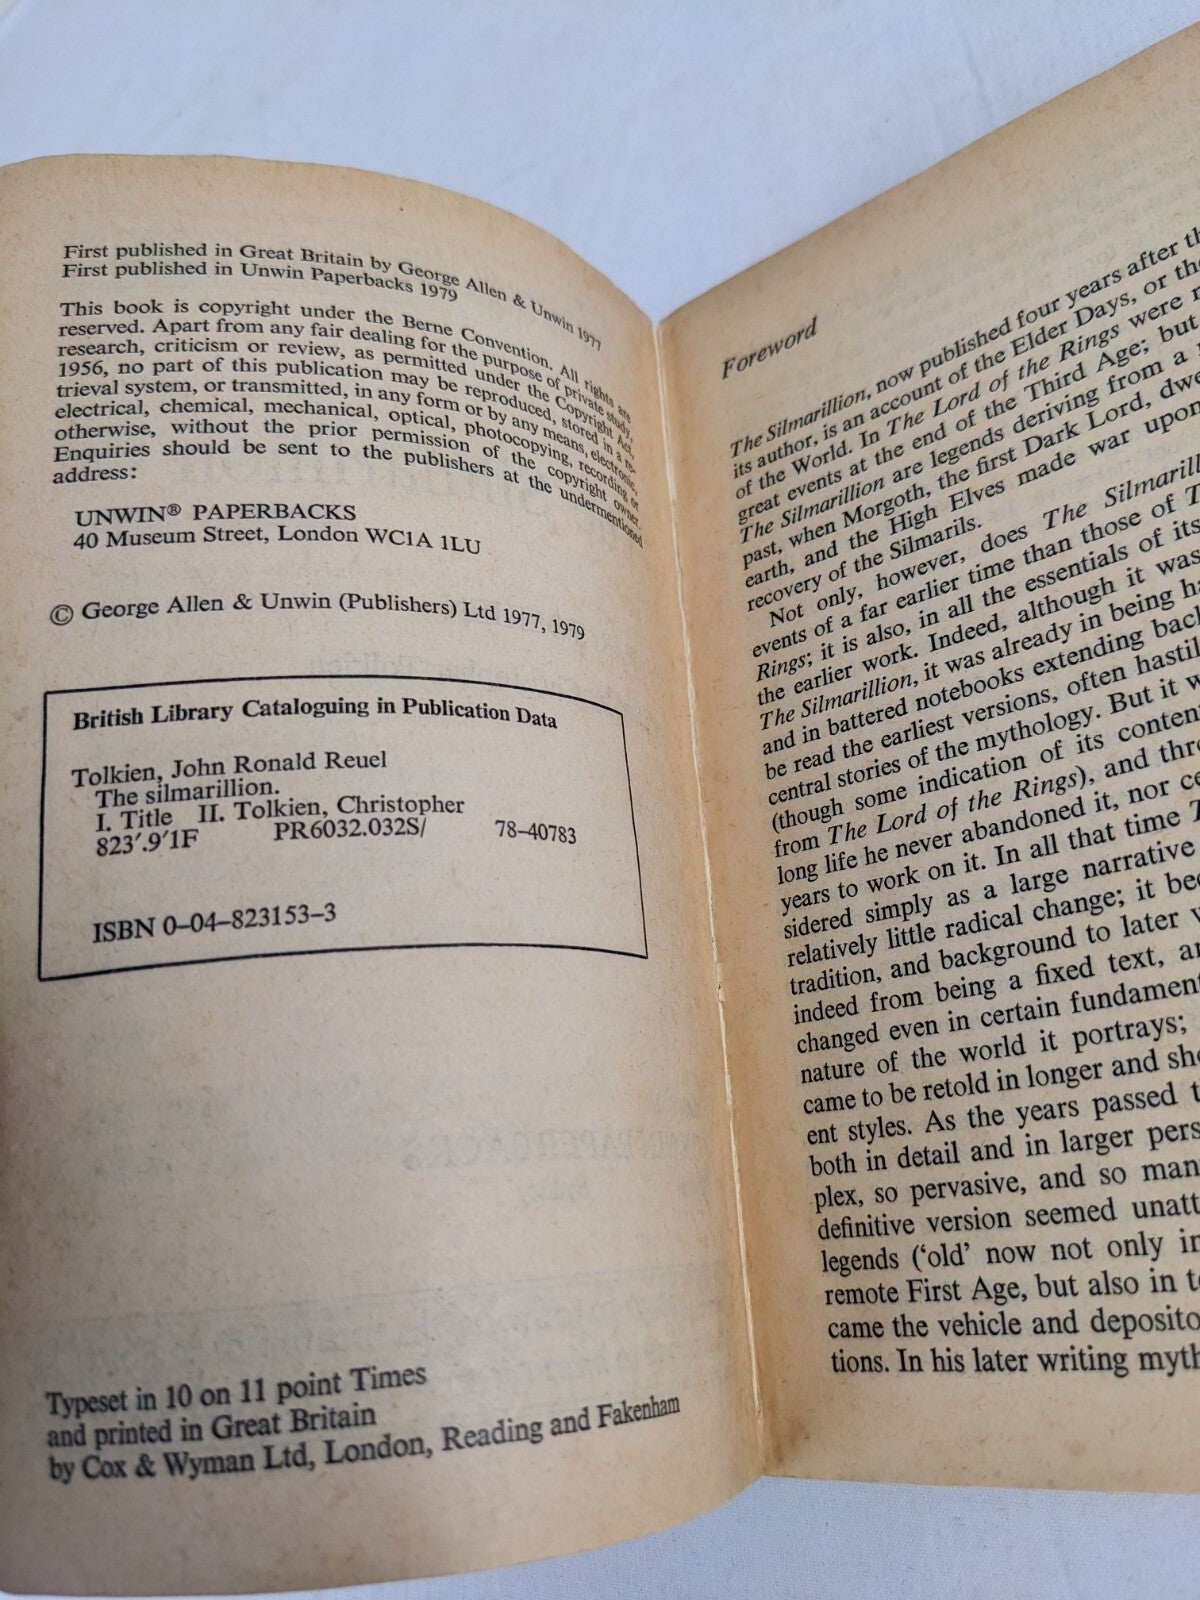 First published in Great Britain by George Allen & Unwin 1977
First published in Unwin Paperbacks 1979
This book is copyright under the Berne Convention. All rights are
reserved. Apart from any fair dealing for the purpose of private study,
research, criticism or review, as permitted under the Copyright Act,
1956, no part of this publication may be reproduced, stored in a re-
trieval system, or transmitted, in any form or by any means, electronic,
electrical, chemical, mechanical, optical, photocopying, recording or
otherwise, without the prior permission of the copyright owner.
Enquiries should be sent to the publishers at the undermentioned
address:
UNWIN® PAPERBACKS
40 Museum Street, London WC1A 1LU
© George Allen & Unwin (Publishers) Ltd 1977, 1979
British Library Cataloguing in Publication Data
Tolkien, John Ronald Reuel
The silmarillion.
I. Title II. Tolkien, Christopher
823'.9'1F PR6032.032S/ 78–40783
ISBN 0–04–823153–3
Typeset in 10 on 11 point Times
and printed in Great Britain
by Cox & Wyman Ltd, London, Reading and Fakenham
Foreword
The Silmarillion, now published four years after th
its author, is an account of the Elder Days, or the
of the World. In The Lord of the Rings were n
great events at the end of the Third Age; but
The Silmarillion are legends deriving from a
past, when Morgoth, the first Dark Lord, dwe
earth, and the High Elves made war upon
recovery of the Silmarils.
Not only, however, does The Silmarill
events of a far earlier time than those of T
Rings; it is also, in all the essentials of its
the earlier work. Indeed, although it was
The Silmarillion, it was already in being ha
and in battered notebooks extending back
be read the earliest versions, often hastil
central stories of the mythology. But it w
(though some indication of its content
from The Lord of the Rings), and thro
long life he never abandoned it, nor ce
years to work on it. In all that time T
sidered simply as a large narrative
relatively little radical change; it bec
tradition, and background to later w
indeed from being a fixed text, an
changed even in certain fundament
nature of the world it portrays;
came to be retold in longer and sho
ent styles. As the years passed t
both in detail and in larger pers
plex, so pervasive, and so man
definitive version seemed unatt
legends ('old' now not only in
remote First Age, but also in te
came the vehicle and deposito
tions. In his later writing myth